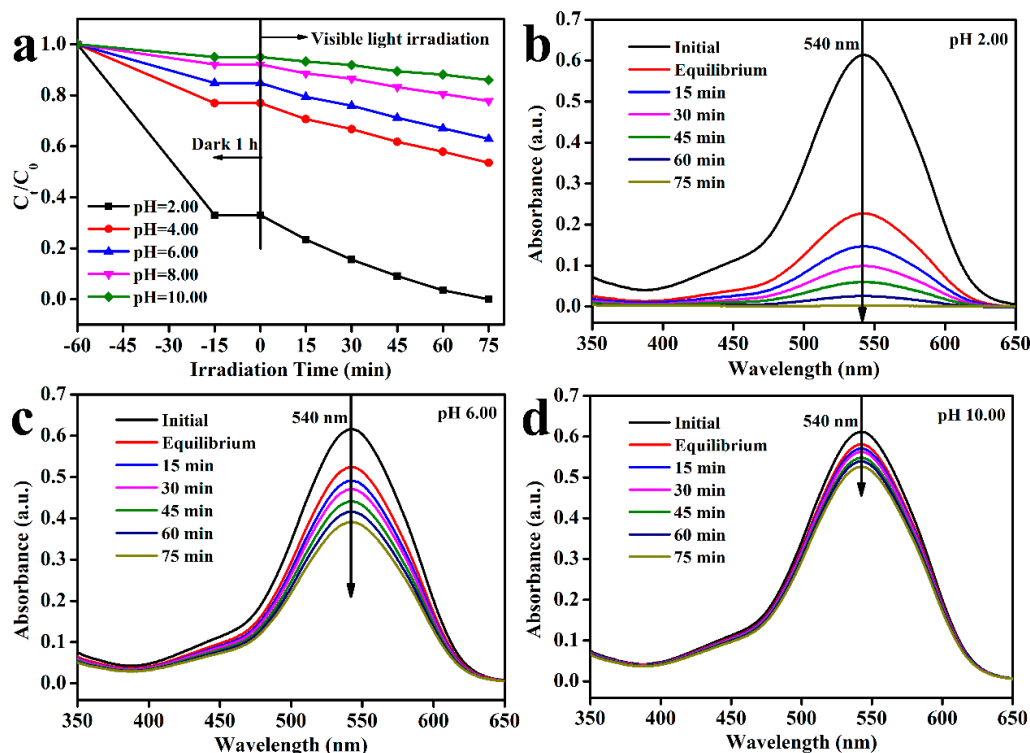 a
1.0
0.8
0.6
0.4
0.2
0.0
Cₜ/C₀
Visible light irradiation
Dark 1 h
pH=2.00
pH=4.00
pH=6.00
pH=8.00
pH=10.00
-60 -45 -30 -15 0 15 30 45 60 75
Irradiation Time (min)
b
0.7
0.6
0.5
0.4
0.3
0.2
0.1
0.0
Absorbance (a.u.)
Initial
Equilibrium
15 min
30 min
45 min
60 min
75 min
540 nm
pH 2.00
350 400 450 500 550 600 650
Wavelength (nm)
c
0.7
0.6
0.5
0.4
0.3
0.2
0.1
0.0
Absorbance (a.u.)
Initial
Equilibrium
15 min
30 min
45 min
60 min
75 min
540 nm
pH 6.00
350 400 450 500 550 600 650
Wavelength (nm)
d
0.7
0.6
0.5
0.4
0.3
0.2
0.1
0.0
Absorbance (a.u.)
Initial
Equilibrium
15 min
30 min
45 min
60 min
75 min
540 nm
pH 10.00
350 400 450 500 550 600 650
Wavelength (nm)